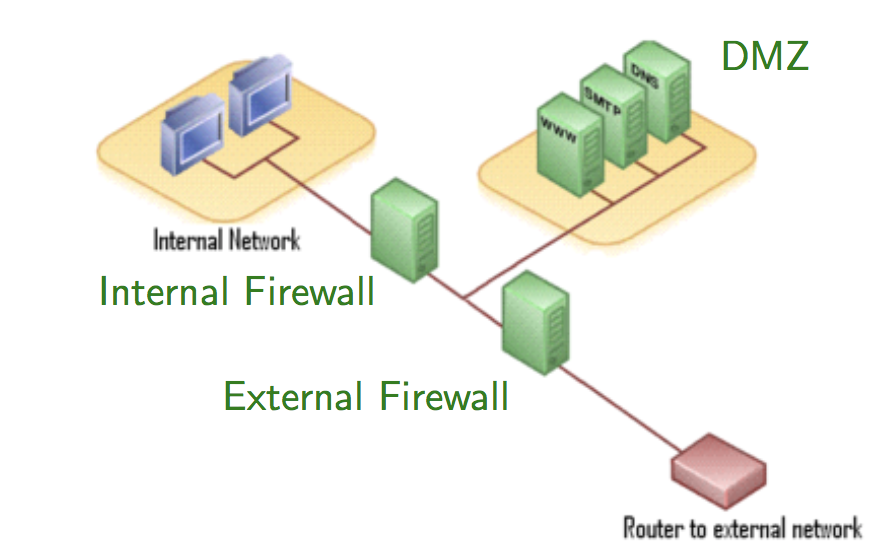 DMZ
DNS
SMTP
WWW
Internal Network
Internal Firewall
External Firewall
Router to external network